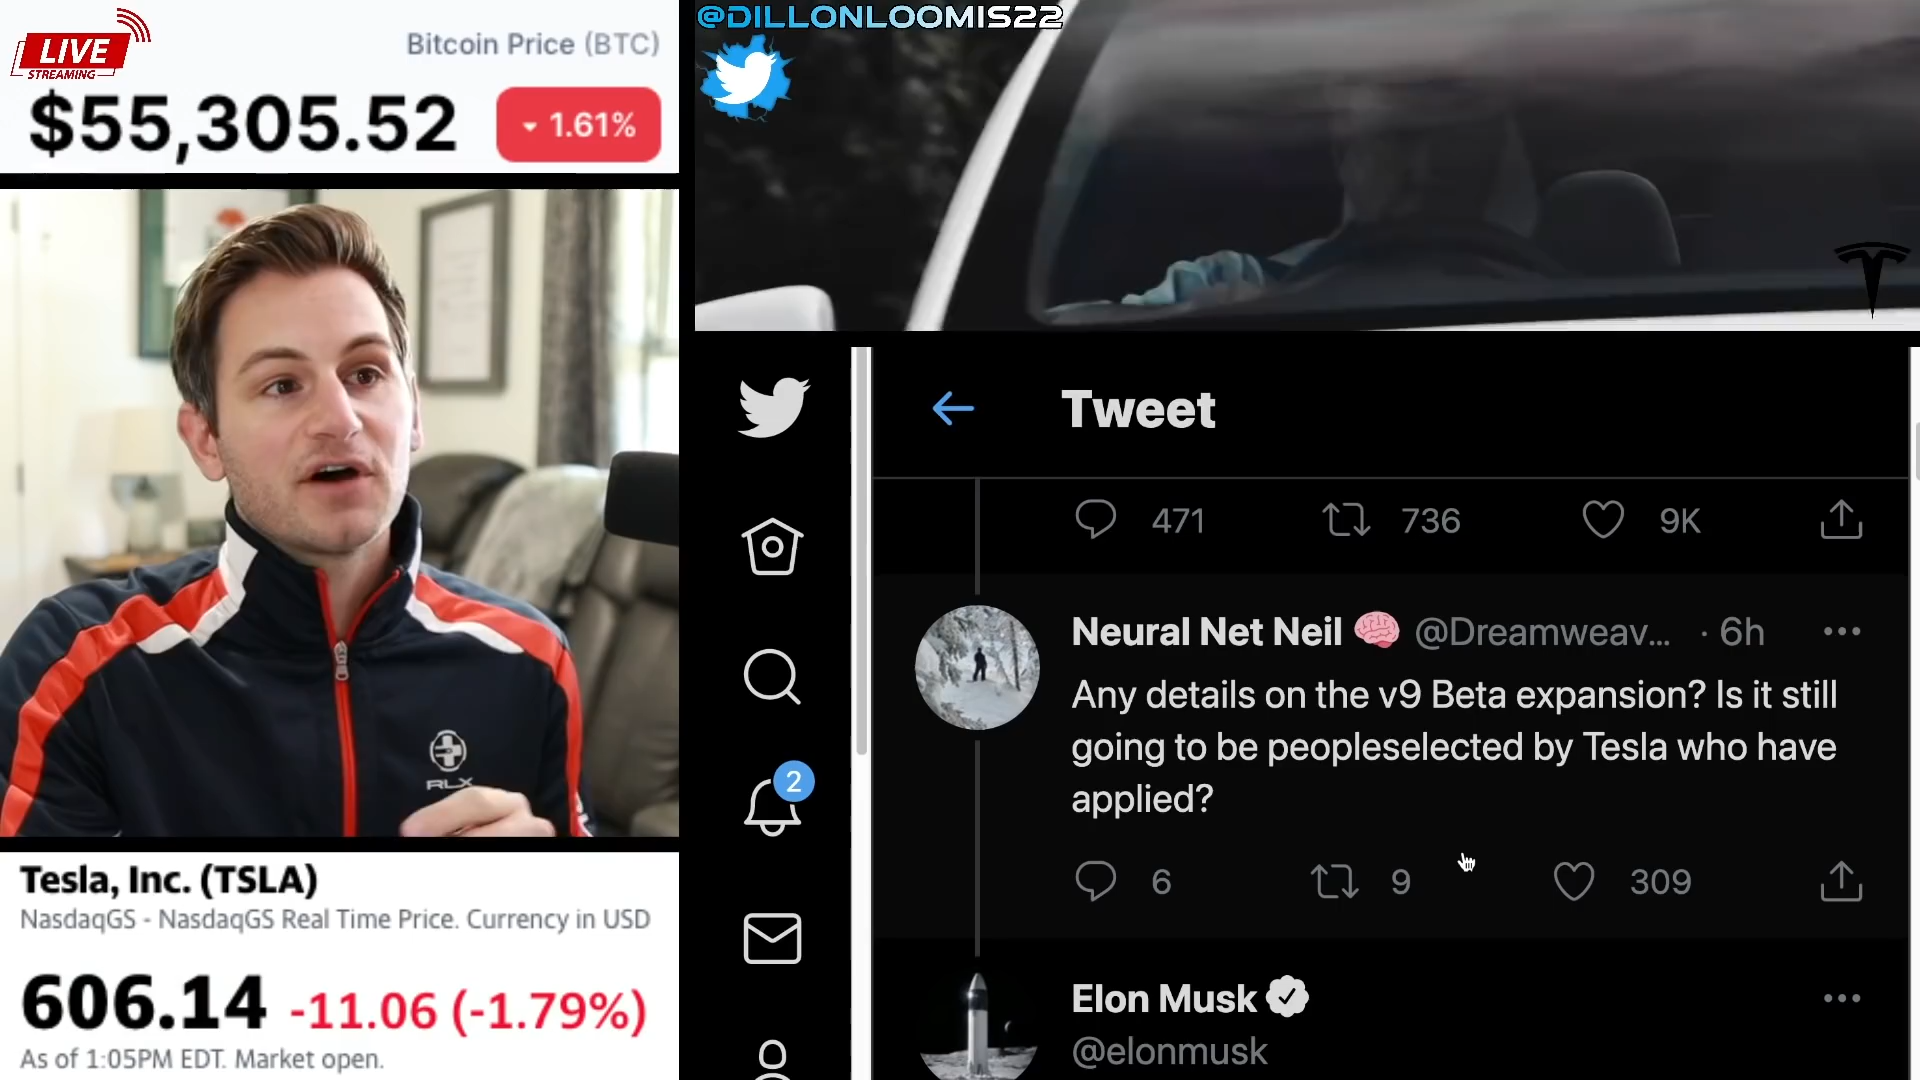 LIVE
STREAMING
Bitcoin Price (BTC)
$55,305.52
1.61%
@DILLONLOOMIS22
RLX
Tesla, Inc. (TSLA)
NasdaqGS - NasdaqGS Real Time Price. Currency in USD
606.14 -11.06 (-1.79%)
As of 1:05PM EDT. Market open.
2
Tweet
471 736 9K
Neural Net Neil @Dreamweav... · 6h
Any details on the v9 Beta expansion? Is it still
going to be peopleselected by Tesla who have
applied?
6 9 309
Elon Musk
@elonmusk